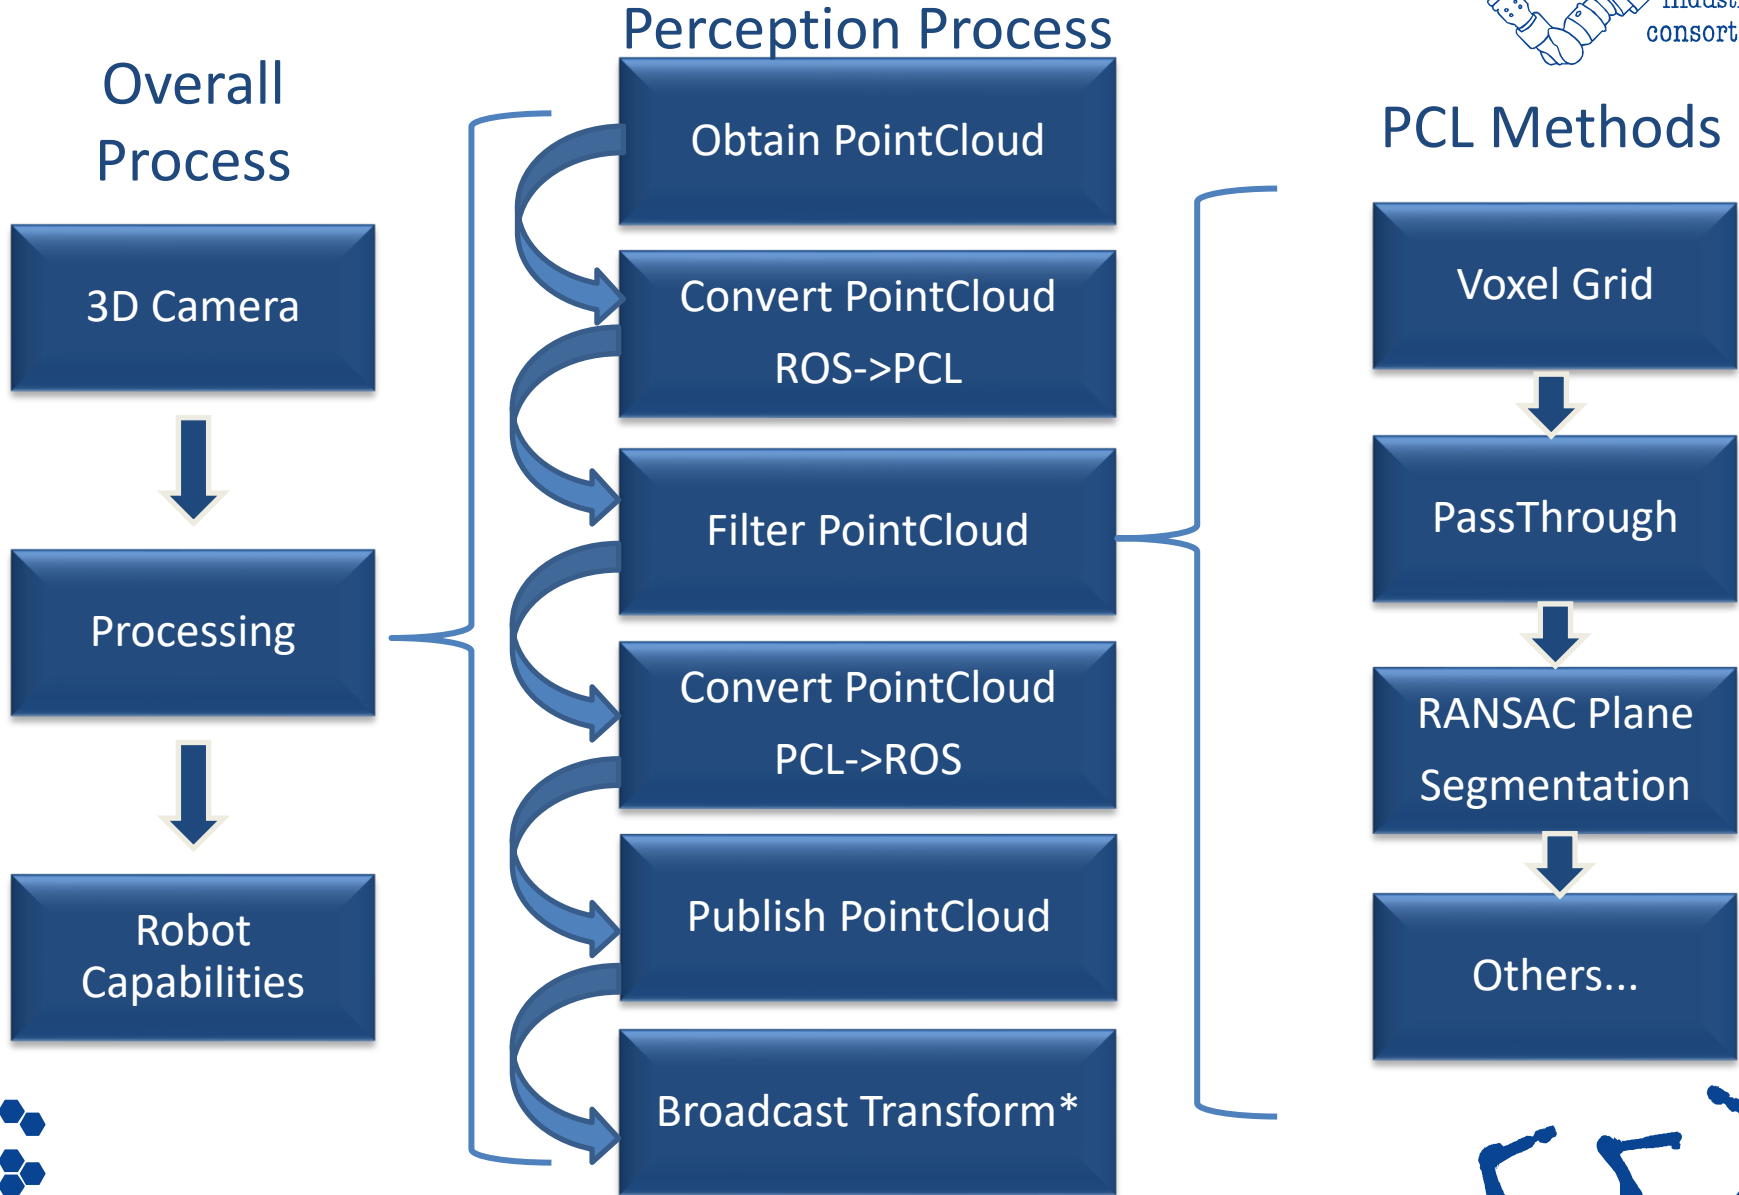 Perception Process
consort
Overall
Process
3D Camera
Processing
Robot
Capabilities
Obtain PointCloud
Convert PointCloud
ROS->PCL
Filter PointCloud
Convert PointCloud
PCL->ROS
Publish PointCloud
Broadcast Transform*
PCL Methods
Voxel Grid
PassThrough
RANSAC Plane
Segmentation
Others...